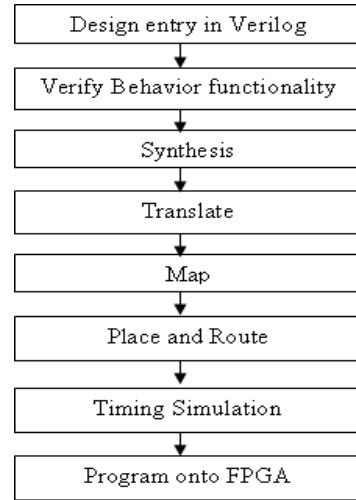 Design entry in Verilog
Verify Behavior functionality
Synthesis
Translate
Map
Place and Route
Timing Simulation
Program onto FPGA